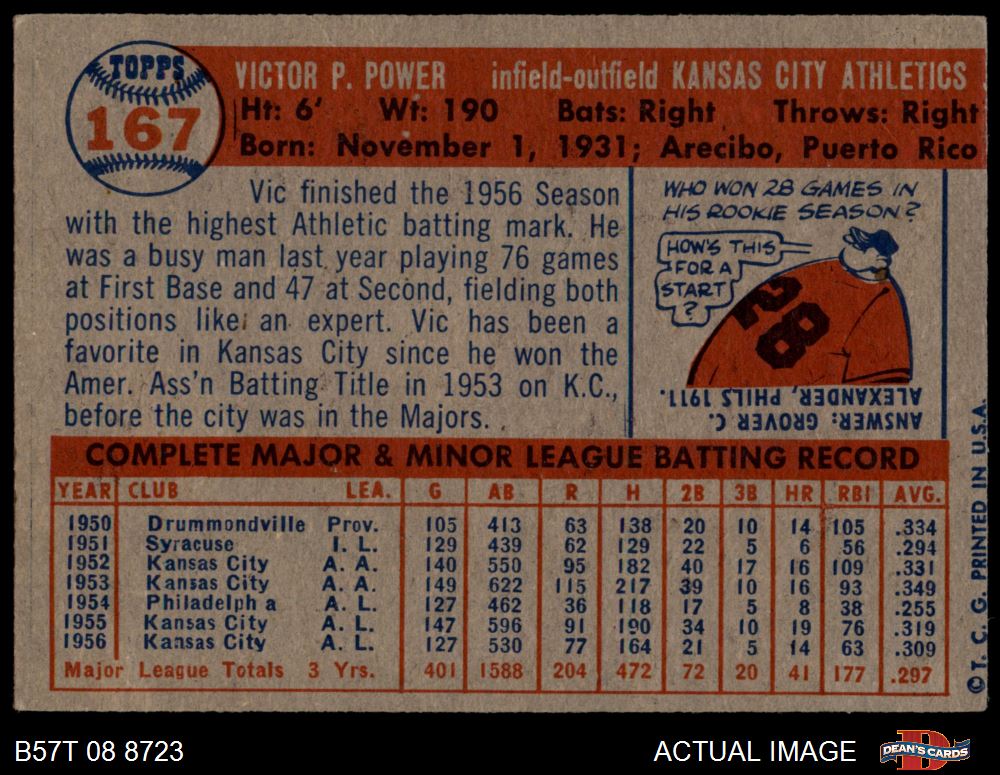 TOPPS
167
VICTOR P. POWER infield-outfield KANSAS CITY ATHLETICS
Ht: 6' Wt: 190 Bats: Right Throws: Right
Born: November 1, 1931; Arecibo, Puerto Rico
Vic finished the 1956 Season
with the highest Athletic batting mark. He
was a busy man last year playing 76 games
at First Base and 47 at Second, fielding both
positions like an expert. Vic has been a
favorite in Kansas City since he won the
Amer. Ass'n Batting Title in 1953 on K.C.,
before the city was in the Majors.
WHO WON 28 GAMES IN
HIS ROOKIE SEASON?
HOW'S THIS
FOR A
START
?
28
ANSWER: GROVER C.
ALEXANDER, PHILS 1911.
COMPLETE MAJOR & MINOR LEAGUE BATTING RECORD
YEAR CLUB LEA. G AB R H 2B 3B HR RBI AVG.
1950 Drummondville Prov. 105 413 63 138 20 10 14 105 .334
1951 Syracuse I. L. 129 439 62 129 22 5 6 56 .294
1952 Kansas City A. A. 140 550 95 182 40 17 16 109 .331
1953 Kansas City A. A. 149 622 115 217 39 10 16 93 .349
1954 Philadelph a A. L. 127 462 36 118 17 5 8 38 .255
1955 Kansas City A. L. 147 596 91 190 34 10 19 76 .319
1956 Kansas City A. L. 127 530 77 164 21 5 14 63 .309
Major League Totals 3 Yrs. 401 1588 204 472 72 20 41 177 .297
© T. C. G. PRINTED IN U.S.A.
B57T 08 8723 ACTUAL IMAGE
D
DEAN'S CARDS